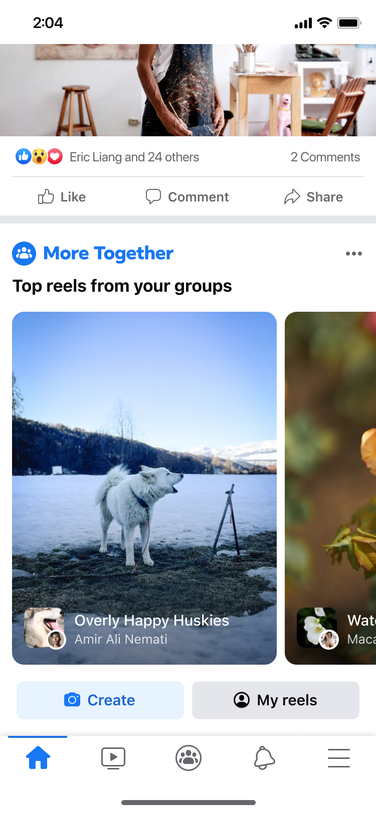 2:04
Eric Liang and 24 others
2 Comments
Like
Comment
Share
More Together
Top reels from your groups
Overly Happy Huskies
Amir Ali Nemati
Wat
Maca
Create
My reels